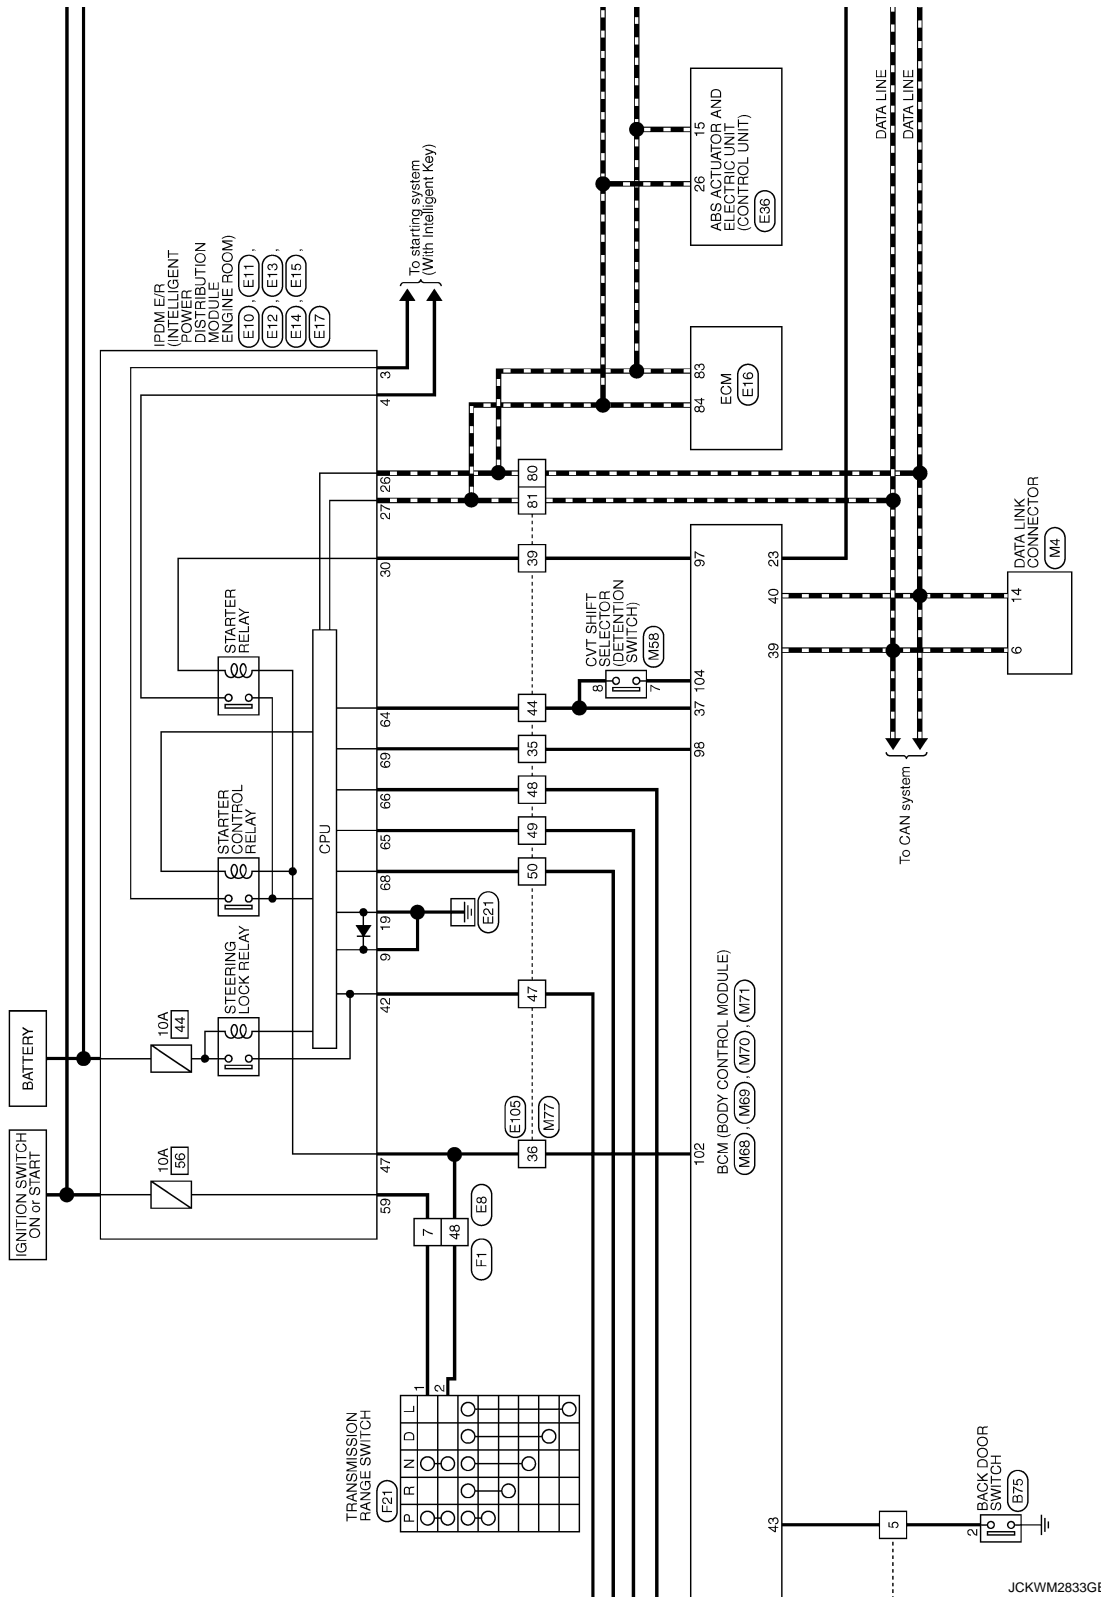 IGNITION SWITCH
ON or START
BATTERY
10A
56
10A
44
STEERING
LOCK RELAY
STARTER
CONTROL
RELAY
STARTER
RELAY
CPU
IPDM E/R
(INTELLIGENT
POWER
DISTRIBUTION
MODULE
ENGINE ROOM)
E10 , E11 ,
E12 , E13 ,
E14 , E15 ,
E17
59
47
42
9
19
68
65
66
69
64
30
27
26
4
3
To starting system
(With Intelligent Key)
E21
7
48
E8
F1
E105
M77
36
47
50
49
48
35
44
39
81
80
TRANSMISSION
RANGE SWITCH
F21
P R N D L
1
2
CVT SHIFT
SELECTOR
(DETENTION
SWITCH)
M58
8
7
102
98
37
104
97
BCM (BODY CONTROL MODULE)
M68 , M69 , M70 , M71
43
39
40
23
84
83
ECM
E16
26
15
ABS ACTUATOR AND
ELECTRIC UNIT
(CONTROL UNIT)
E36
DATA LINE
DATA LINE
To CAN system
DATA LINK
CONNECTOR
M4
6
14
5
2
BACK DOOR
SWITCH
B75
JCKWM2833GE